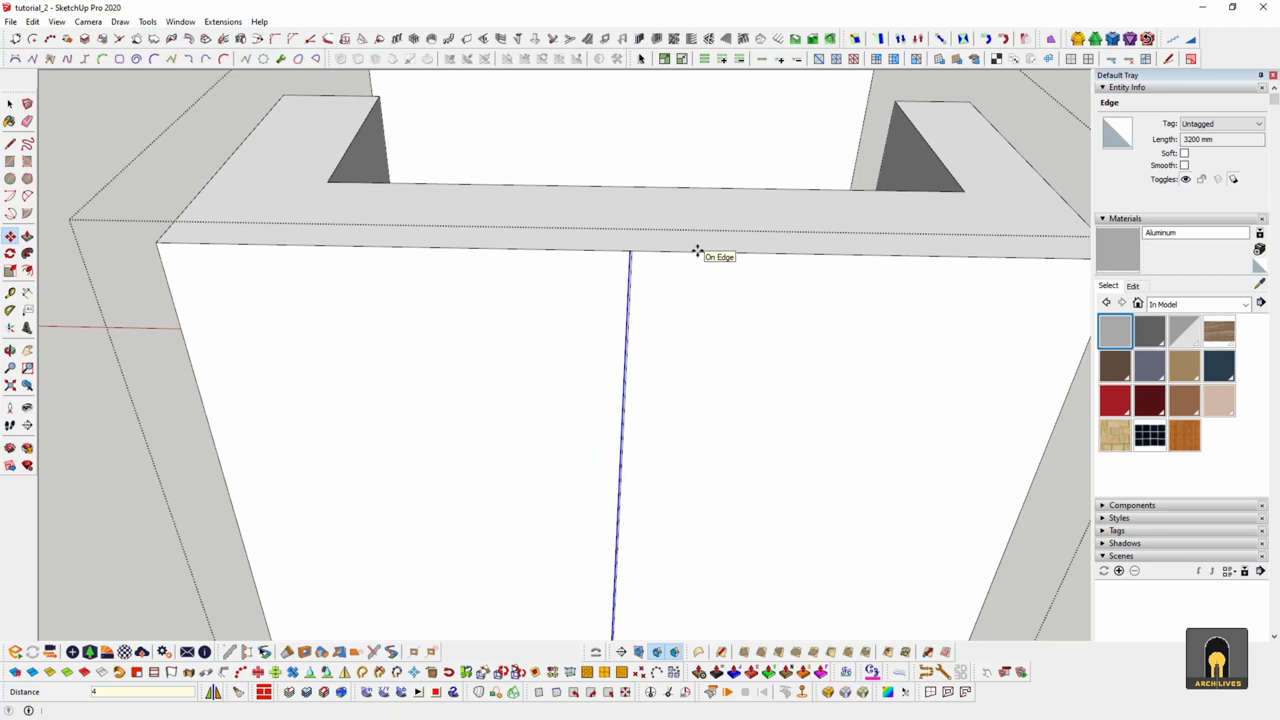 tutorial_2 - SketchUp Pro 2020
File Edit View Camera Draw Tools Window Extensions Help
Default Tray
Entity Info
Edge
Tag: Untagged
Length: 3200 mm
Soft:
Smooth:
Toggles:
Materials
Aluminum
Select Edit
In Model
On Edge
Components
Styles
Tags
Shadows
Scenes
ARCHILIVES
Distance 4